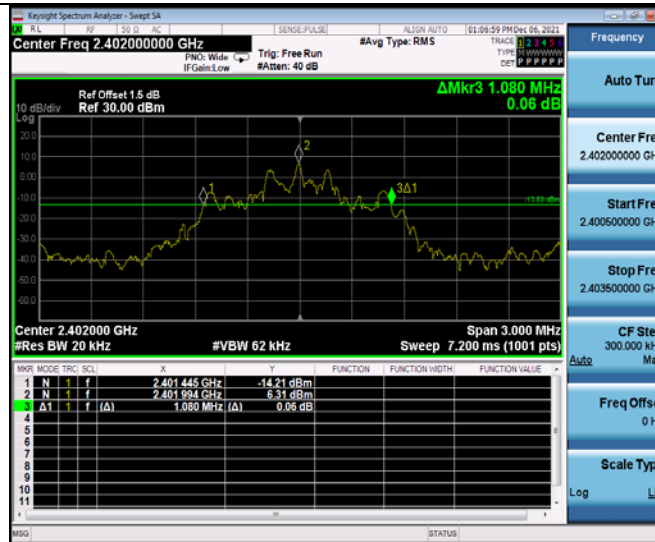 Keysight Spectrum Analyzer - Swept SA
RL RF 50 Ω AC SENSE:PULSE ALIGN AUTO 01:06:59 PM Dec 06, 2021
Center Freq 2.402000000 GHz
PNO: Wide
IFGain:Low
Trig: Free Run
#Atten: 40 dB
#Avg Type: RMS
TRACE 1 2 3 4 5 6
TYPE M W W W W W
DET P P P P P P
Ref Offset 1.5 dB
Ref 30.00 dBm
10 dB/div
Log
ΔMkr3 1.080 MHz
0.06 dB
20.0
10.0
0.00
-10.0
-20.0
-30.0
-40.0
-50.0
-60.0
1
2
3Δ1
Center 2.402000 GHz
Span 3.000 MHz
#Res BW 20 kHz
#VBW 62 kHz
Sweep 7.200 ms (1001 pts)
MKR MODE TRC SCL X Y FUNCTION FUNCTION WIDTH FUNCTION VALUE
1 N 1 f 2.401 445 GHz -14.21 dBm
2 N 1 f 2.401 994 GHz 6.31 dBm
3 Δ1 1 f (Δ) 1.080 MHz (Δ) 0.06 dB
4
5
6
7
8
9
10
11
MSG
STATUS
Frequency
Auto Tun
Center Fre
2.402000000 GH
Start Fre
2.400500000 GH
Stop Fre
2.403500000 GH
CF Ste
300.000 kH
Auto Ma
Freq Offs
0 H
Scale Typ
Log L